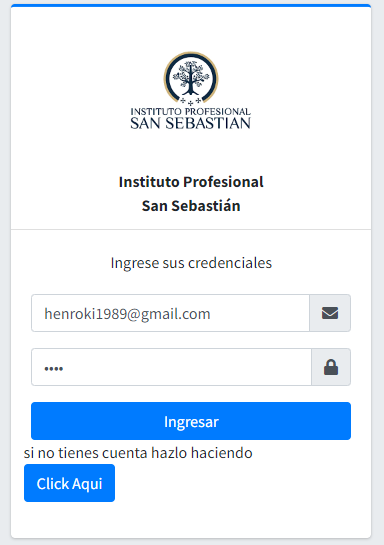 INSTITUTO PROFESIONAL
SAN SEBASTIAN
Instituto Profesional
San Sebastián
Ingrese sus credenciales
henroki1989@gmail.com
••••
Ingresar
si no tienes cuenta hazlo haciendo
Click Aqui